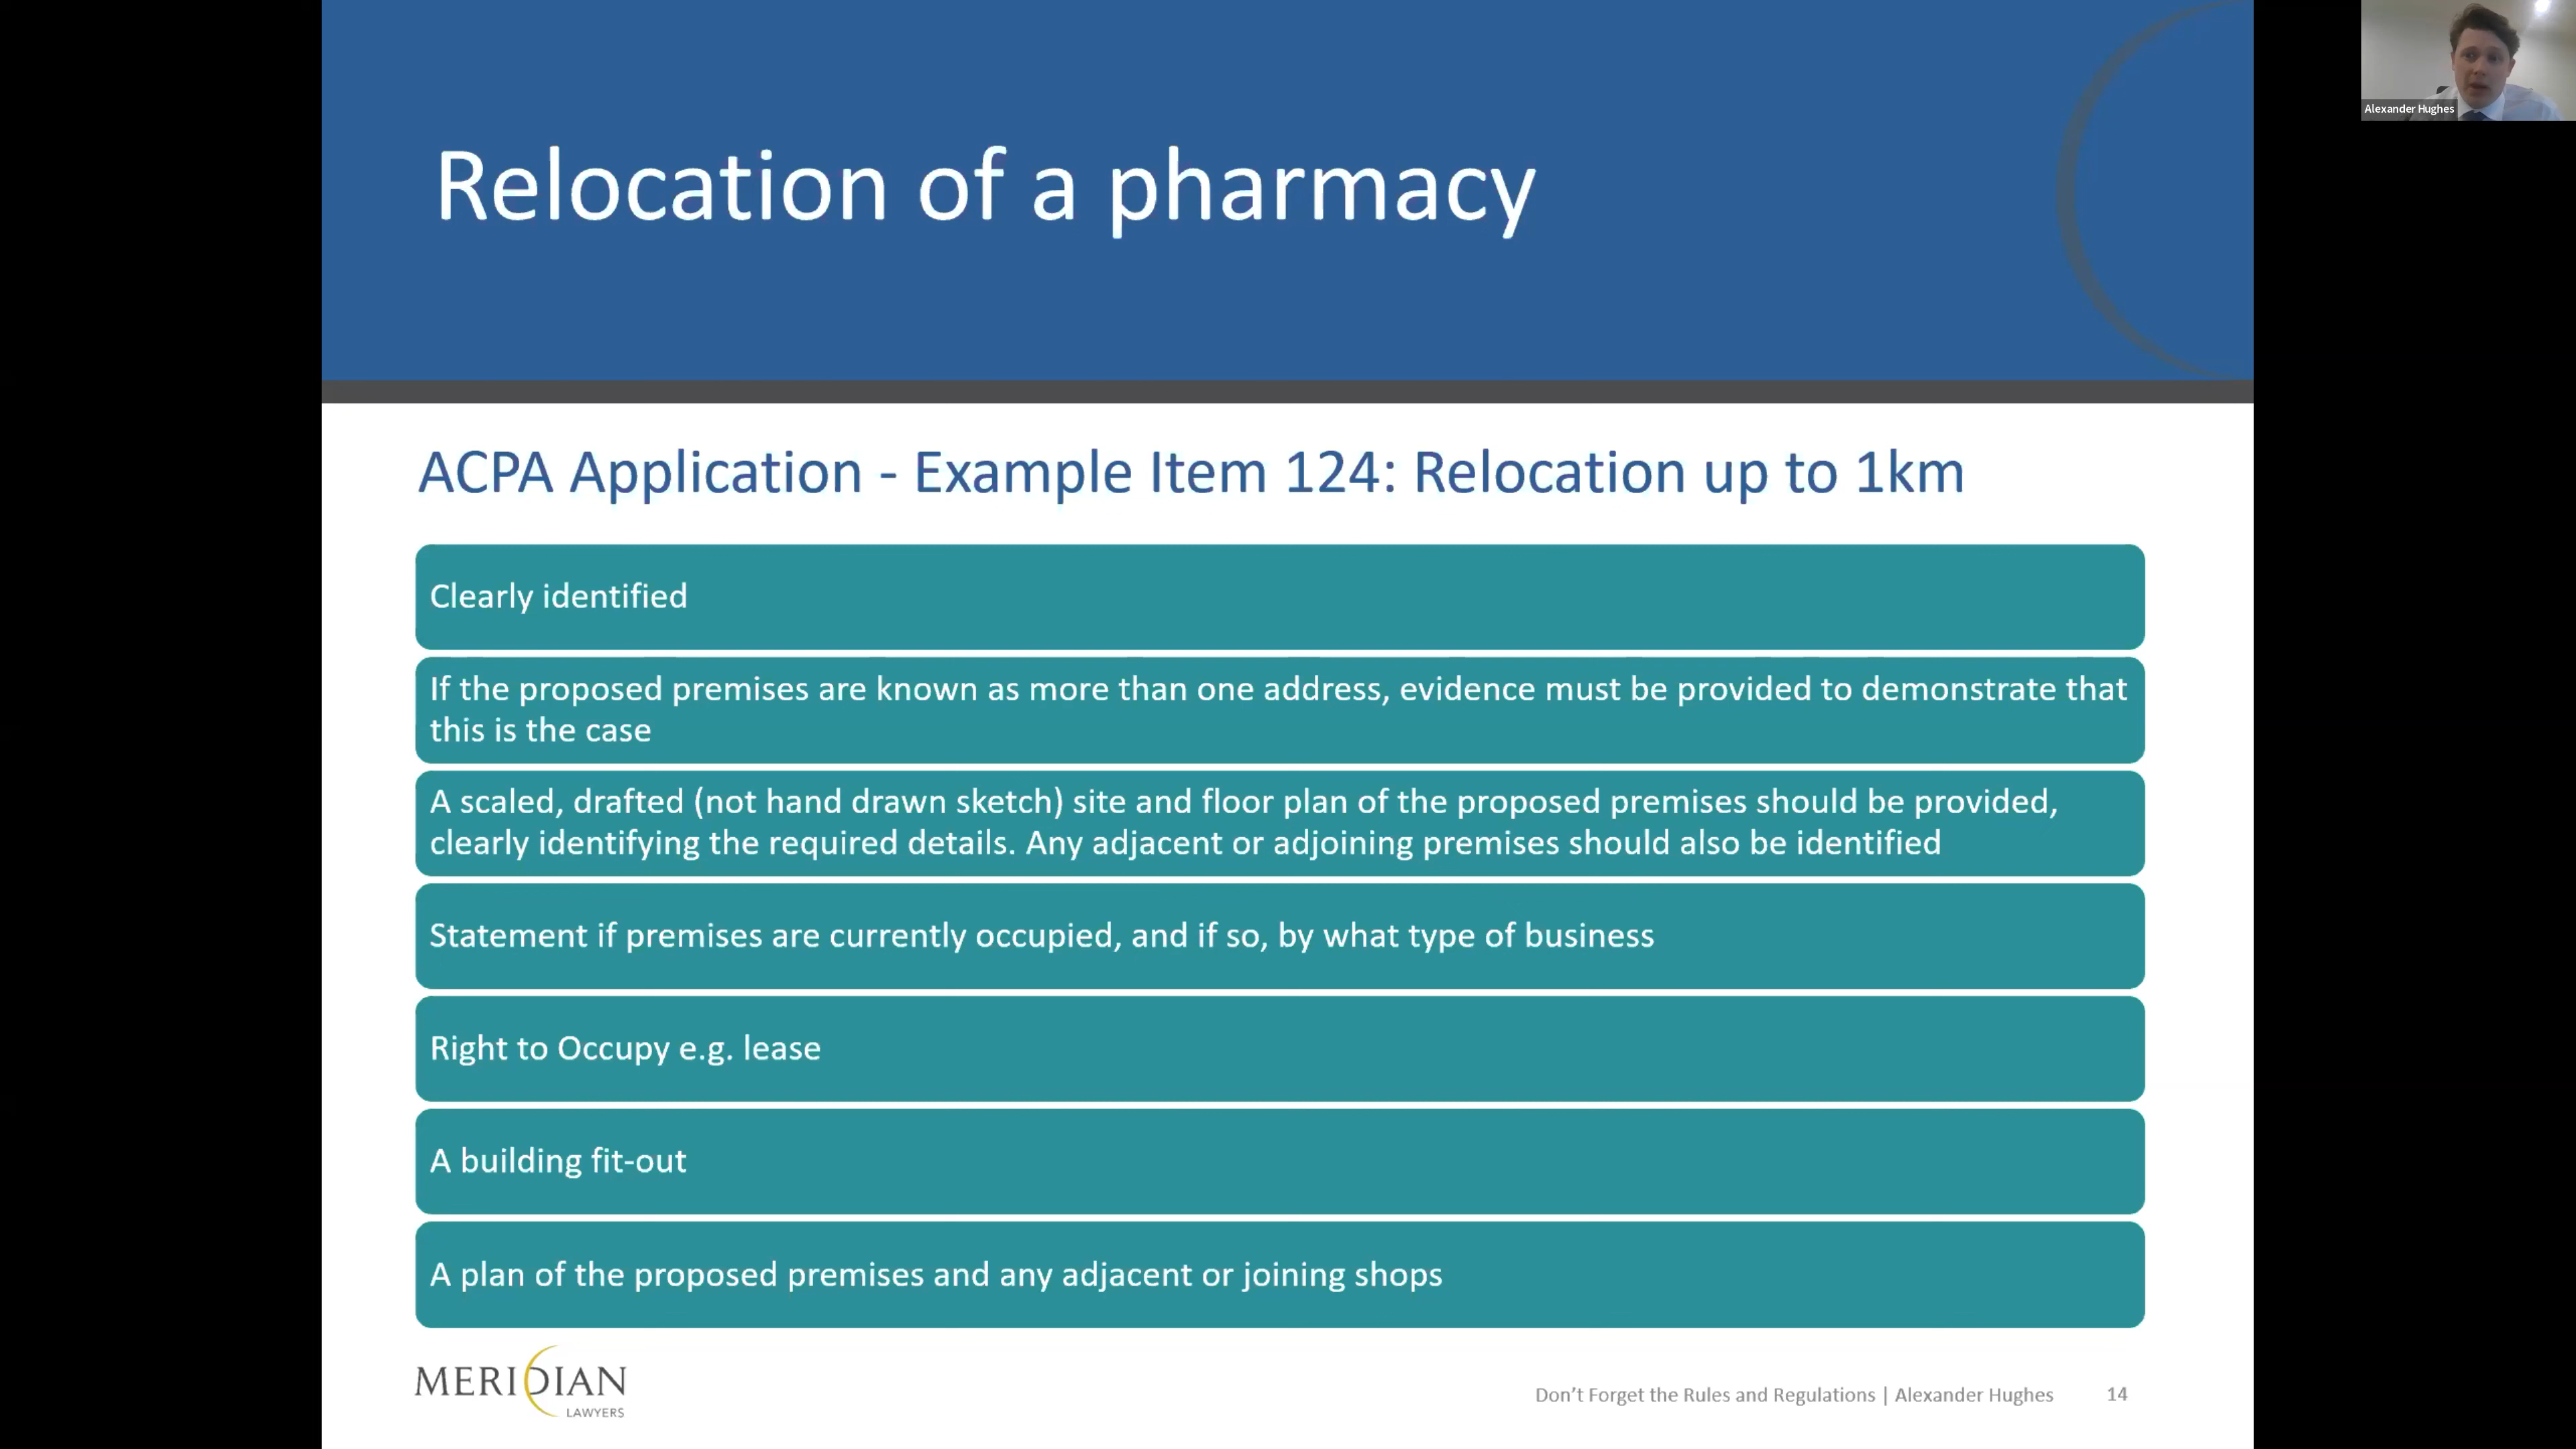 Alexander Hughes
Relocation of a pharmacy
ACPA Application - Example Item 124: Relocation up to 1km
Clearly identified
If the proposed premises are known as more than one address, evidence must be provided to demonstrate that
this is the case
A scaled, drafted (not hand drawn sketch) site and floor plan of the proposed premises should be provided,
clearly identifying the required details. Any adjacent or adjoining premises should also be identified
Statement if premises are currently occupied, and if so, by what type of business
Right to Occupy e.g. lease
A building fit-out
A plan of the proposed premises and any adjacent or joining shops
MERIDIAN
LAWYERS
Don’t Forget the Rules and Regulations | Alexander Hughes 14